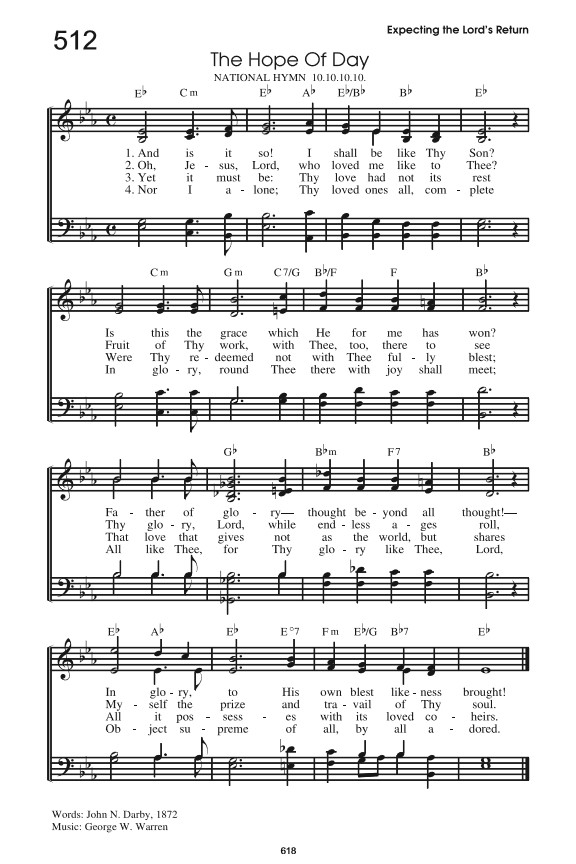 512
Expecting the Lord's Return
The Hope Of Day
NATIONAL HYMN 10.10.10.10.
E♭ Cm E♭ A♭ E♭/B♭ B♭ E♭
1. And is it so! I shall be like Thy Son?
2. Oh, Je - sus, Lord, who loved me like to Thee?
3. Yet it must be: Thy love had not its rest
4. Nor I a - lone; Thy loved ones all, com - plete
Cm Gm C7/G B♭/F F B♭
Is this the grace which He for me has won?
Fruit of Thy work, with Thee, too, there to see
Were Thy re - deemed not with Thee ful - ly blest;
In glo - ry, round Thee there with joy shall meet;
G♭ B♭m F7 B♭
Fa - ther of glo - ry— thought be - yond all thought!—
Thy glo - ry, Lord, while end - less a - ges roll,
That love that gives not as the world, but shares
All like Thee, for Thy glo - ry like Thee, Lord,
E♭ A♭ E♭ E°7 Fm E♭/G B♭7 E♭
In glo - ry, to His own blest like - ness brought!
My - self the prize and tra - vail of Thy soul.
All it pos - sess - es with its loved co - heirs.
Ob - ject su - preme of all, by all a - dored.
Words: John N. Darby, 1872
Music: George W. Warren
618